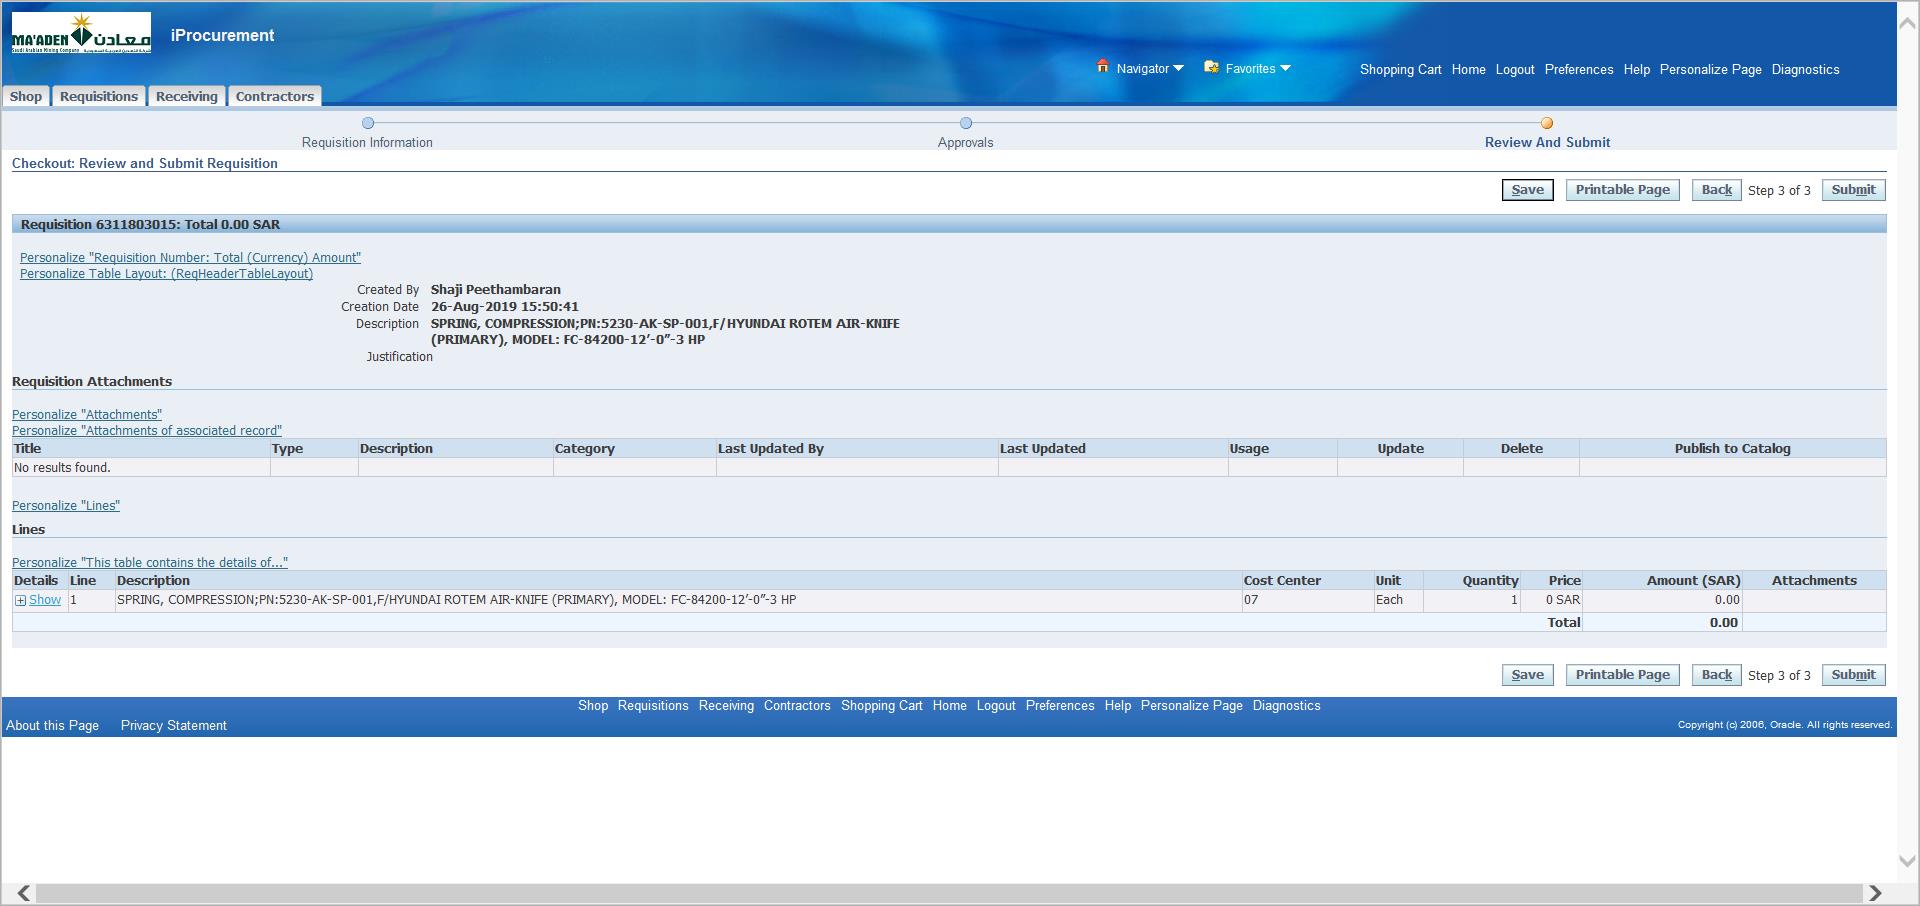 MA'ADEN معادن
Saudi Arabian Mining Company
iProcurement
Navigator Favorites Shopping Cart Home Logout Preferences Help Personalize Page Diagnostics
Shop Requisitions Receiving Contractors
Requisition Information Approvals Review And Submit
Checkout: Review and Submit Requisition
Save Printable Page Back Step 3 of 3 Submit
Requisition 6311803015: Total 0.00 SAR
Personalize "Requisition Number: Total (Currency) Amount"
Personalize Table Layout: (ReqHeaderTableLayout)
Created By Shaji Peethambaran
Creation Date 26-Aug-2019 15:50:41
Description SPRING, COMPRESSION;PN:5230-AK-SP-001,F/HYUNDAI ROTEM AIR-KNIFE
(PRIMARY), MODEL: FC-84200-12’-0”-3 HP
Justification
Requisition Attachments
Personalize "Attachments"
Personalize "Attachments of associated record"
Title Type Description Category Last Updated By Last Updated Usage Update Delete Publish to Catalog
No results found.
Personalize "Lines"
Lines
Personalize "This table contains the details of..."
Details Line Description Cost Center Unit Quantity Price Amount (SAR) Attachments
Show 1 SPRING, COMPRESSION;PN:5230-AK-SP-001,F/HYUNDAI ROTEM AIR-KNIFE (PRIMARY), MODEL: FC-84200-12’-0”-3 HP 07 Each 1 0 SAR 0.00
Total 0.00
Save Printable Page Back Step 3 of 3 Submit
Shop Requisitions Receiving Contractors Shopping Cart Home Logout Preferences Help Personalize Page Diagnostics
About this Page Privacy Statement Copyright (c) 2006, Oracle. All rights reserved.